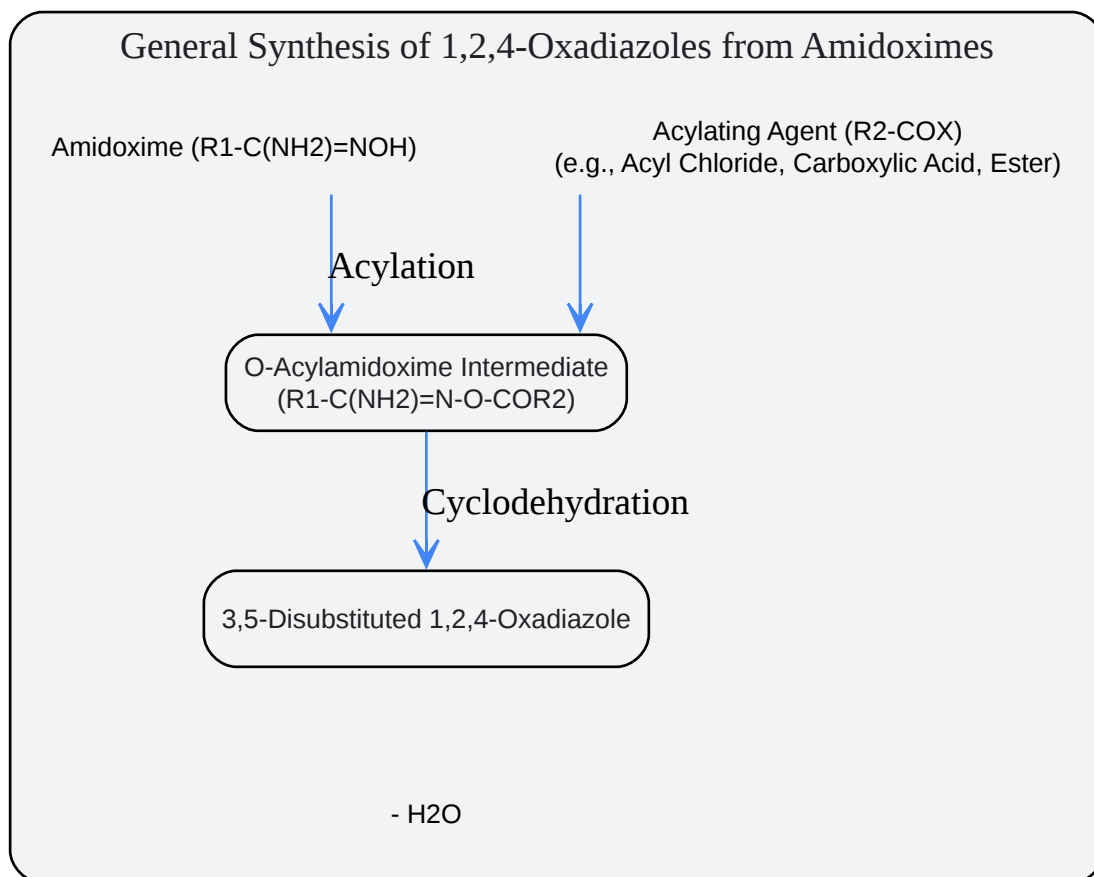 General Synthesis of 1,2,4-Oxadiazoles from Amidoximes
Amidoxime (R1-C(NH2)=NOH)
Acylating Agent (R2-COX)
(e.g., Acyl Chloride, Carboxylic Acid, Ester)
Acylation
O-Acylamidoxime Intermediate
(R1-C(NH2)=N-O-COR2)
Cyclodehydration
3,5-Disubstituted 1,2,4-Oxadiazole
- H2O